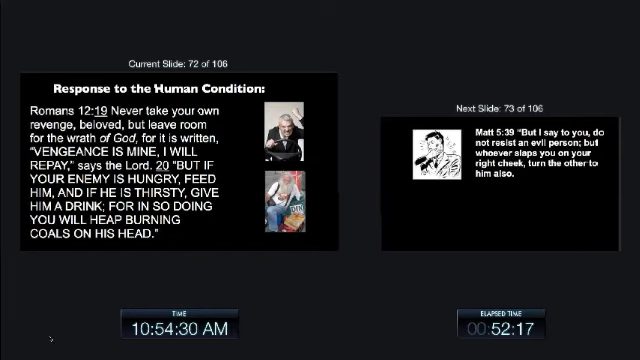 Current Slide: 72 of 106
Response to the Human Condition:
Romans 12:19 Never take your own
revenge, beloved, but leave room
for the wrath of God, for it is written,
“VENGEANCE IS MINE, I WILL
REPAY,” says the Lord. 20 “BUT IF
YOUR ENEMY IS HUNGRY, FEED
HIM, AND IF HE IS THIRSTY, GIVE
HIM A DRINK; FOR IN SO DOING
YOU WILL HEAP BURNING
COALS ON HIS HEAD.”
Next Slide: 73 of 106
Matt 5:39 “But I say to you, do
not resist an evil person; but
whoever slaps you on your
right cheek, turn the other to
him also.
TIME
10:54:30 AM
ELAPSED TIME
00:52:17